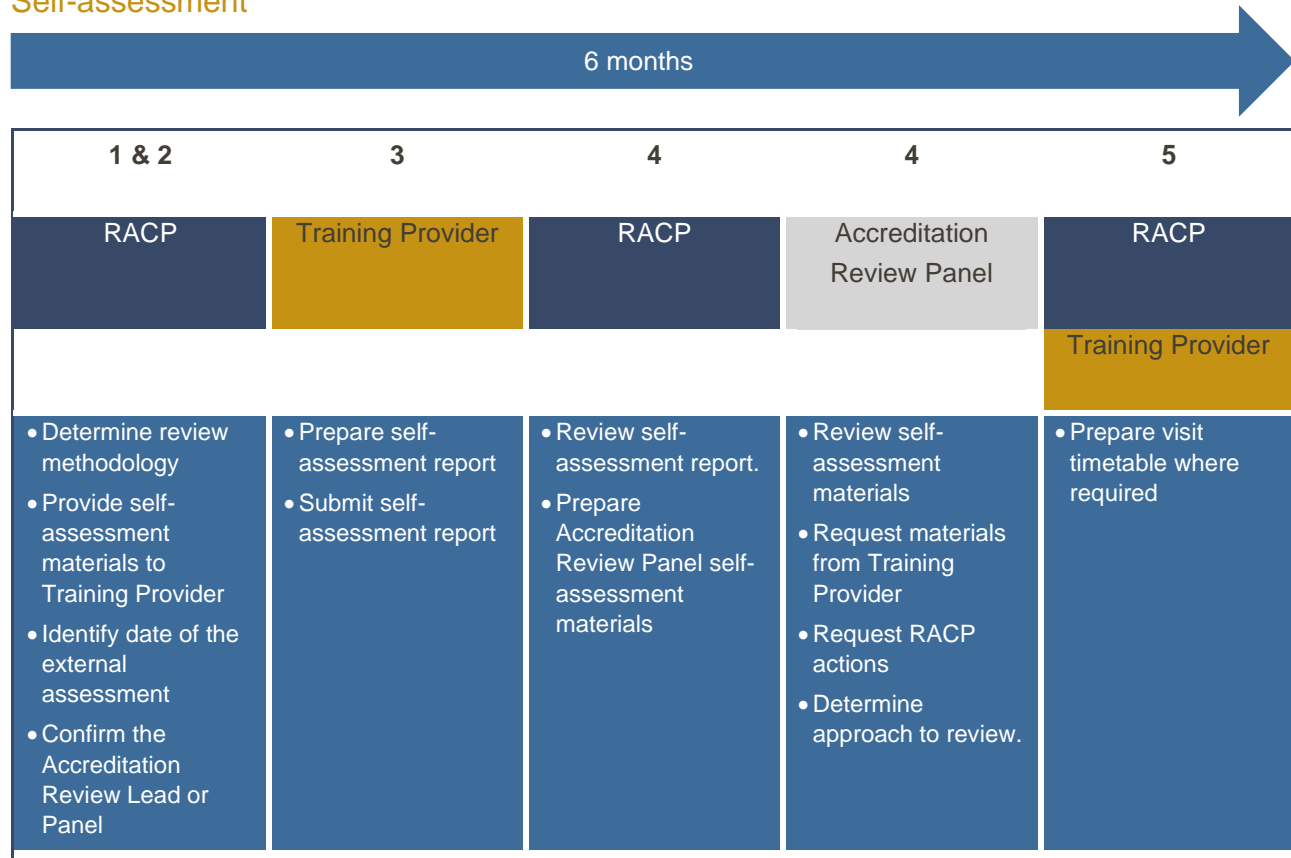 Self-assessment
6 months
1 & 2
3
4
4
5
RACP
Training Provider
RACP
Accreditation
Review Panel
RACP
Training Provider
• Determine review
methodology
• Provide self-
assessment
materials to
Training Provider
• Identify date of the
external
assessment
• Confirm the
Accreditation
Review Lead or
Panel
• Prepare self-
assessment report
• Submit self-
assessment report
• Review self-
assessment report.
• Prepare
Accreditation
Review Panel self-
assessment
materials
• Review self-
assessment
materials
• Request materials
from Training
Provider
• Request RACP
actions
• Determine
approach to review.
• Prepare visit
timetable where
required